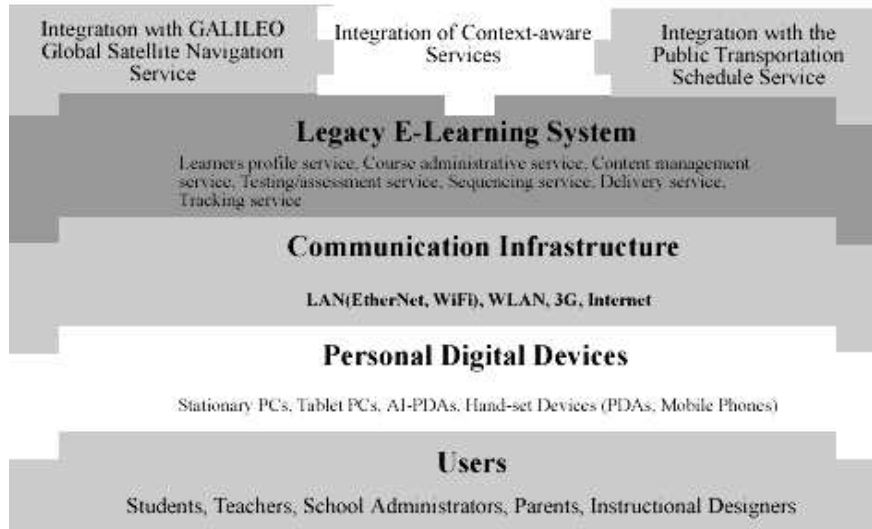 Integration with GALILEO
Global Satellite Navigation
Service
Integration of Context-aware
Services
Integration with the
Public Transportation
Schedule Service
Legacy E-Learning System
Learners profile service, Course administrative service, Content management
service, Testing/assessment service, Sequencing service, Delivery service,
Tracking service
Communication Infrastructure
LAN(EtherNet, WiFi), WLAN, 3G, Internet
Personal Digital Devices
Stationary PCs, Tablet PCs, AI-PDAs, Hand-set Devices (PDAs, Mobile Phones)
Users
Students, Teachers, School Administrators, Parents, Instructional Designers